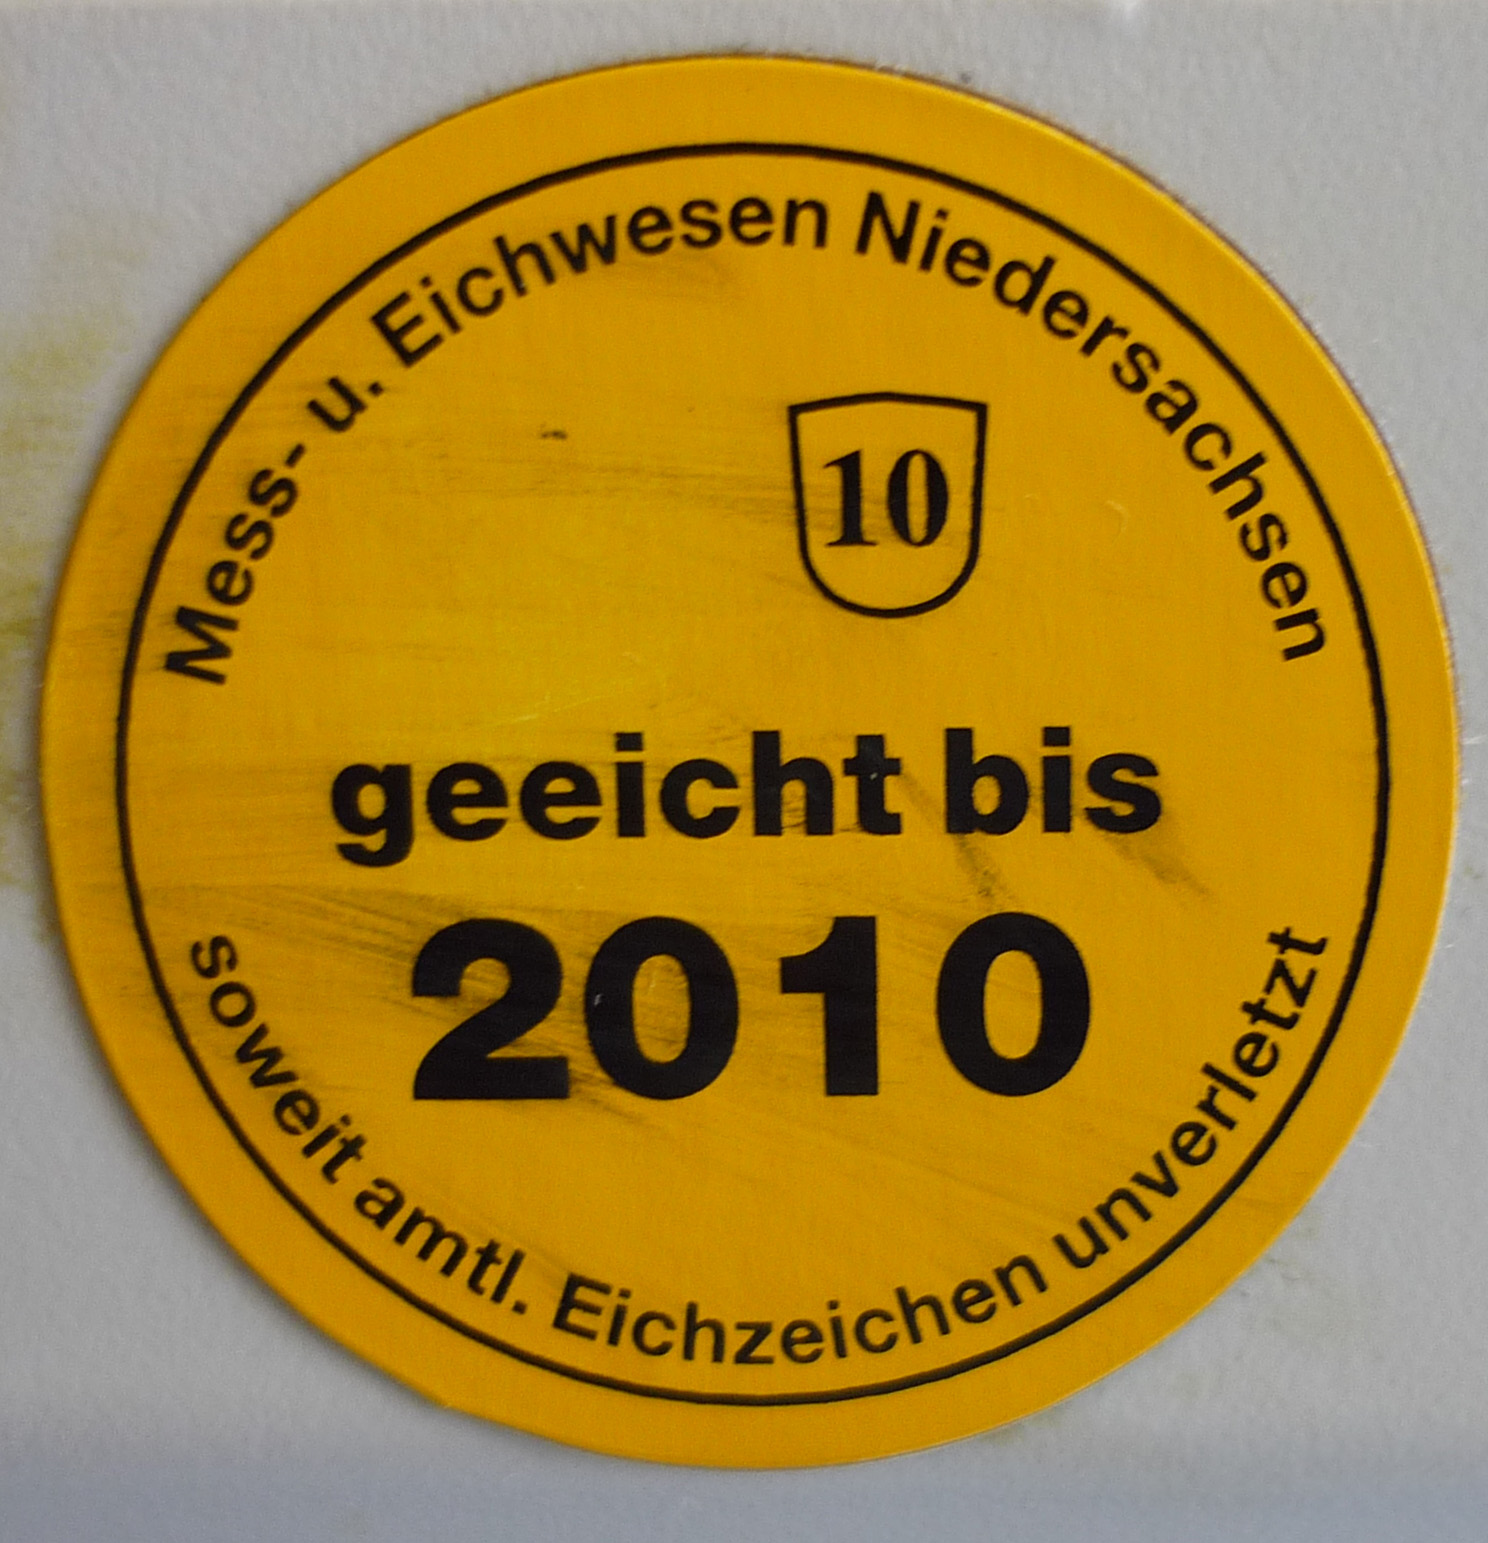 Mess- u. Eichwesen Niedersachsen
10
geeicht bis
2010
soweit amtl. Eichzeichen unverletzt